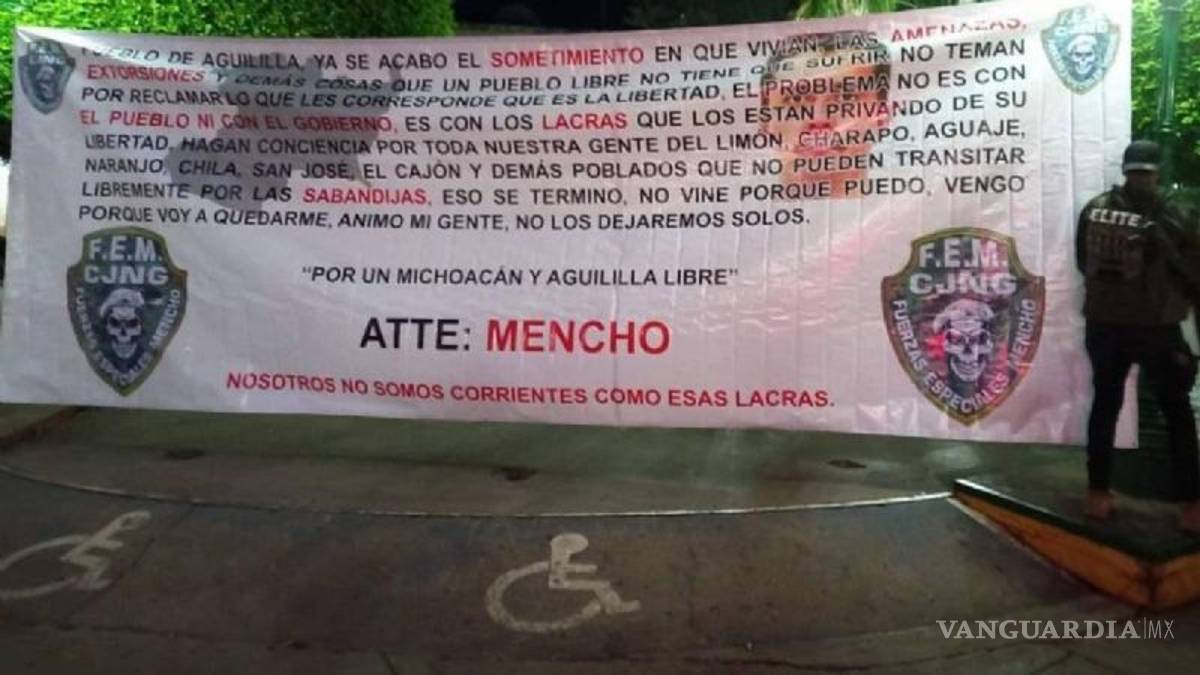 PUEBLO DE AGUILILLA, YA SE ACABO EL SOMETIMIENTO EN QUE VIVIAN, LAS AMENAZAS,
EXTORSIONES Y DEMÁS COSAS QUE UN PUEBLO LIBRE NO TIENE QUE SUFRIR NO TEMAN
POR RECLAMAR LO QUE LES CORRESPONDE QUE ES LA LIBERTAD, EL PROBLEMA NO ES CON
EL PUEBLO NI CON EL GOBIERNO, ES CON LOS LACRAS QUE LOS ESTAN PRIVANDO DE SU
LIBERTAD, HAGAN CONCIENCIA POR TODA NUESTRA GENTE DEL LIMÓN, CHARAPO, AGUAJE,
NARANJO, CHILA, SAN JOSÉ, EL CAJÓN Y DEMÁS POBLADOS QUE NO PUEDEN TRANSITAR
LIBREMENTE POR LAS SABANDIJAS, ESO SE TERMINO, NO VINE PORQUE PUEDO, VENGO
PORQUE VOY A QUEDARME, ANIMO MI GENTE, NO LOS DEJAREMOS SOLOS.
"POR UN MICHOACÁN Y AGUILILLA LIBRE"
ATTE: MENCHO
NOSOTROS NO SOMOS CORRIENTES COMO ESAS LACRAS.
F.E.M.
CJNG
FUERZAS ESPECIALES MENCHO
F.E.M.
CJNG
FUERZAS ESPECIALES MENCHO
ELITE
VANGUARDIA|MX